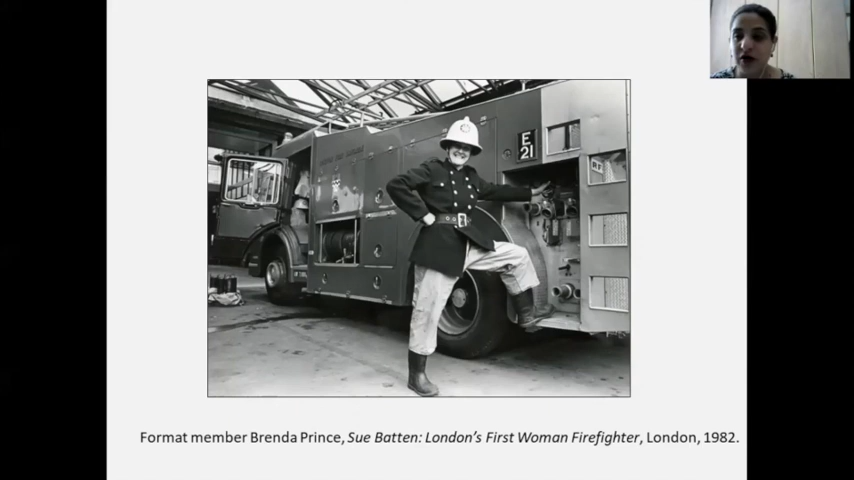 E
21
Format member Brenda Prince, Sue Batten: London’s First Woman Firefighter, London, 1982.